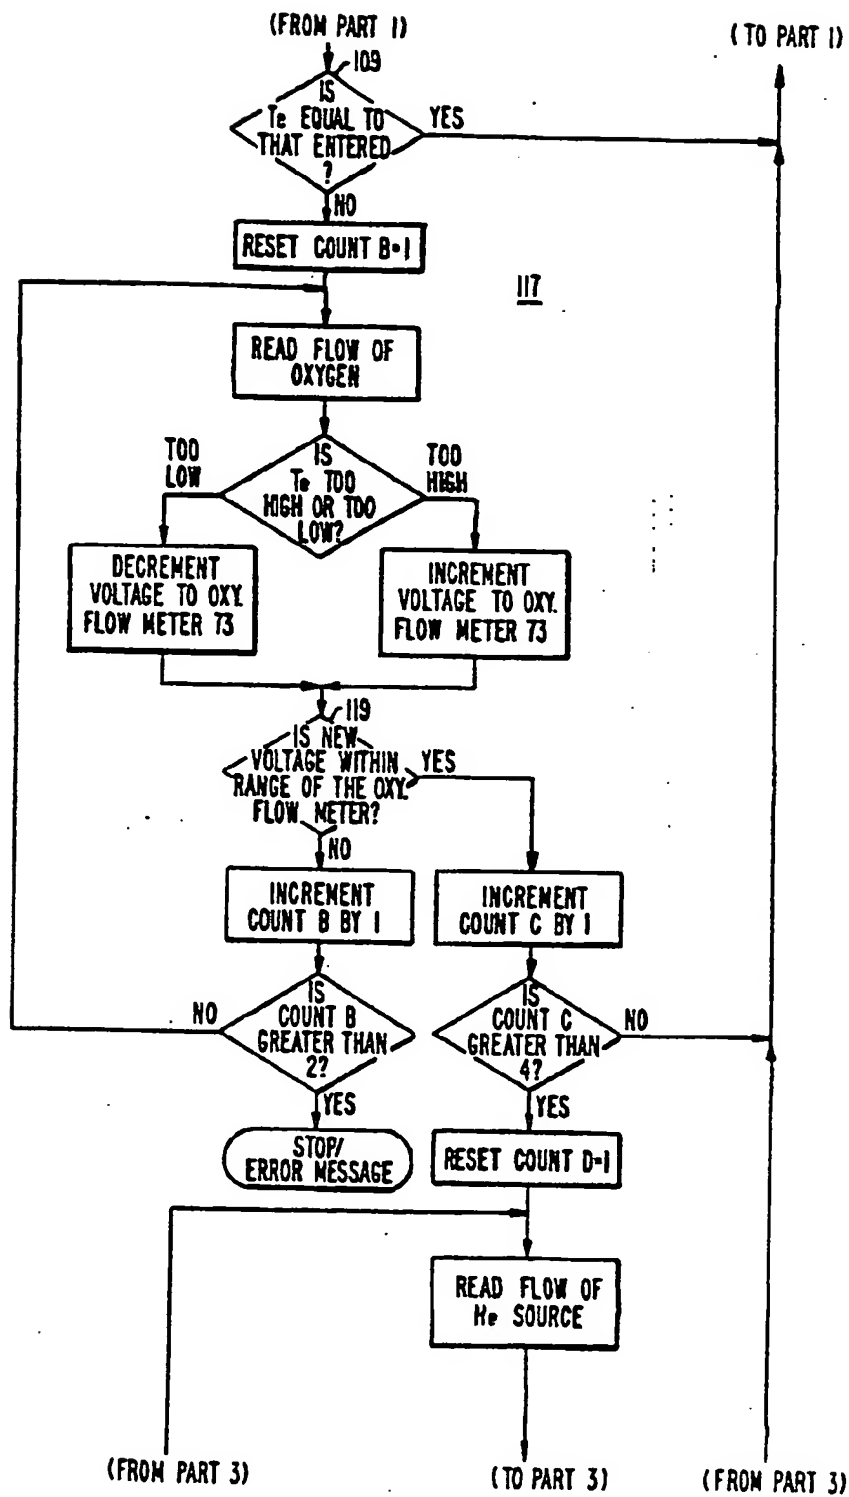 (FROM PART 1)
(TO PART 1)
109
IS
Te EQUAL TO
THAT ENTERED
?
YES
NO
RESET COUNT B=1
117
READ FLOW OF
OXYGEN
TOO
LOW
IS
Te TOO
HIGH OR TOO
LOW?
TOO
HIGH
DECREMENT
VOLTAGE TO OXY.
FLOW METER 73
INCREMENT
VOLTAGE TO OXY.
FLOW METER 73
119
IS NEW
VOLTAGE WITHIN
RANGE OF THE OXY.
FLOW METER?
YES
NO
INCREMENT
COUNT B BY 1
INCREMENT
COUNT C BY 1
NO
IS
COUNT B
GREATER THAN
2?
IS
COUNT C
GREATER THAN
4?
NO
YES
YES
STOP/
ERROR MESSAGE
RESET COUNT D=1
READ FLOW OF
He SOURCE
(FROM PART 3)
(TO PART 3)
(FROM PART 3)